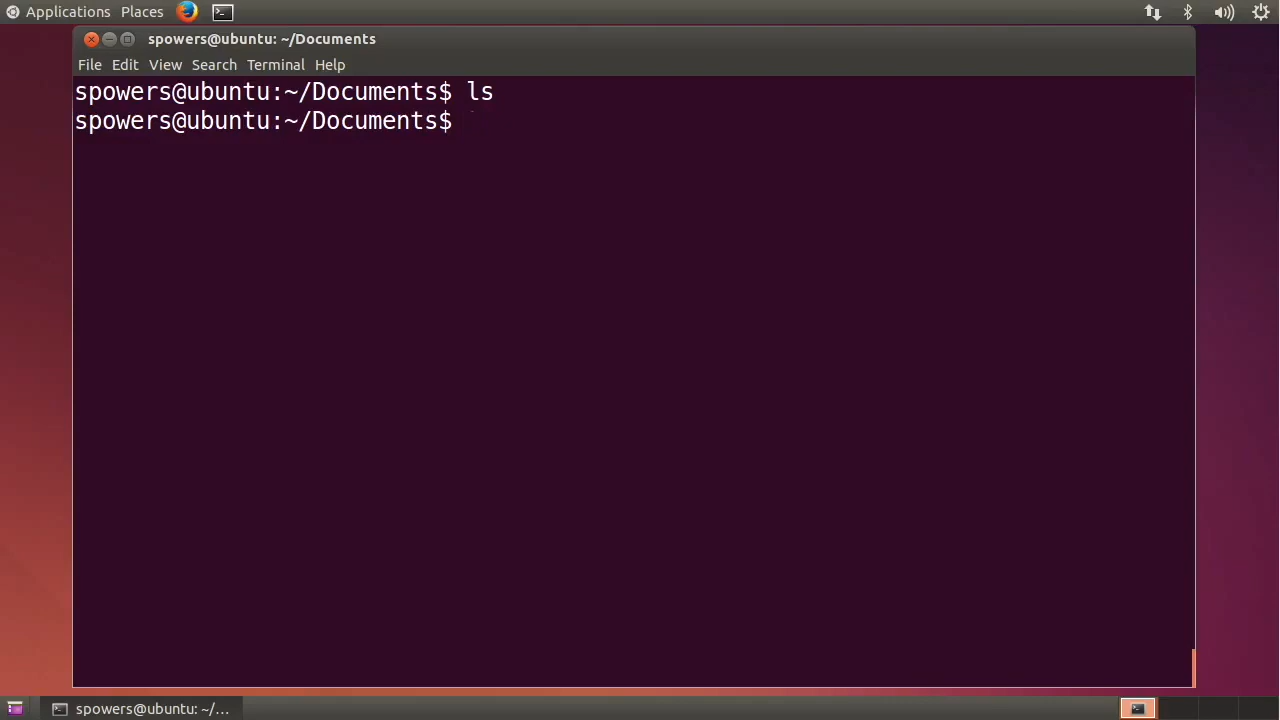 Applications Places
spowers@ubuntu: ~/Documents
File Edit View Search Terminal Help
spowers@ubuntu:~/Documents$ ls
spowers@ubuntu:~/Documents$
spowers@ubuntu: ~/...